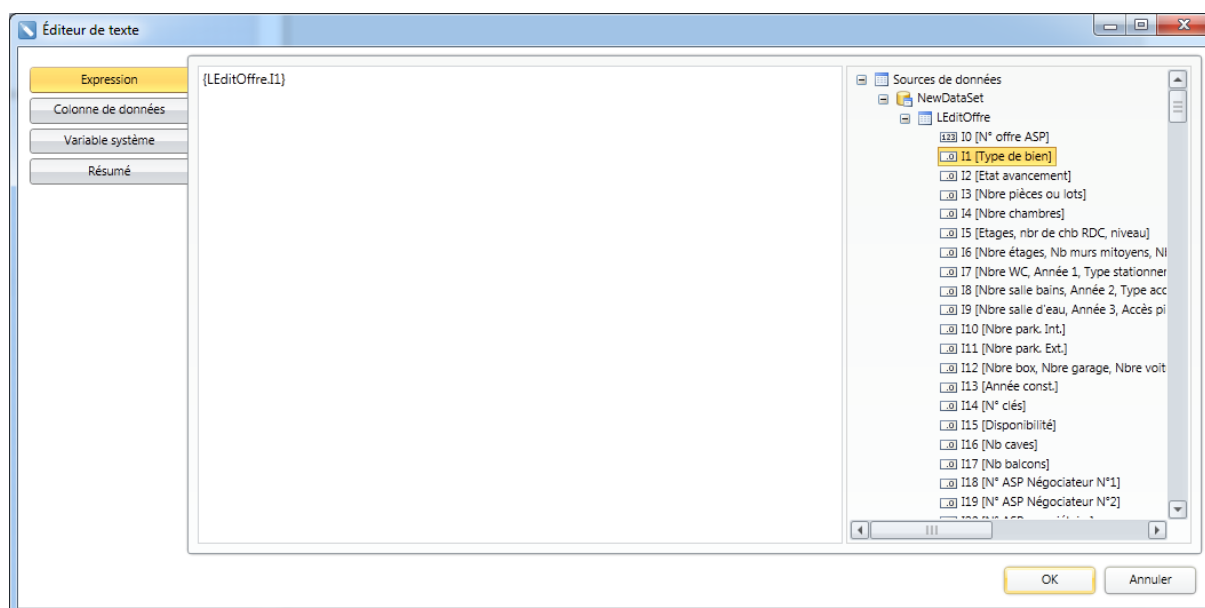 Éditeur de texte
Expression
Colonne de données
Variable système
Résumé
{LEditOffre.I1}
Sources de données
NewDataSet
LEditOffre
I0 [N° offre ASP]
I1 [Type de bien]
I2 [Etat avancement]
I3 [Nbre pièces ou lots]
I4 [Nbre chambres]
I5 [Etages, nbr de chb RDC, niveau]
I6 [Nbre étages, Nb murs mitoyens,
I7 [Nbre WC, Année 1, Type stationner
I8 [Nbre salle bains, Année 2, Type acc
I9 [Nbre salle d'eau, Année 3, Accès pi
I10 [Nbre park. Int.]
I11 [Nbre park. Ext.]
I12 [Nbre box, Nbre garage, Nbre voit
I13 [Année const.]
I14 [N° clés]
I15 [Disponibilité]
I16 [Nb caves]
I17 [Nb balcons]
I18 [N° ASP Négociateur N°1]
I19 [N° ASP Négociateur N°2]
OK
Annuler